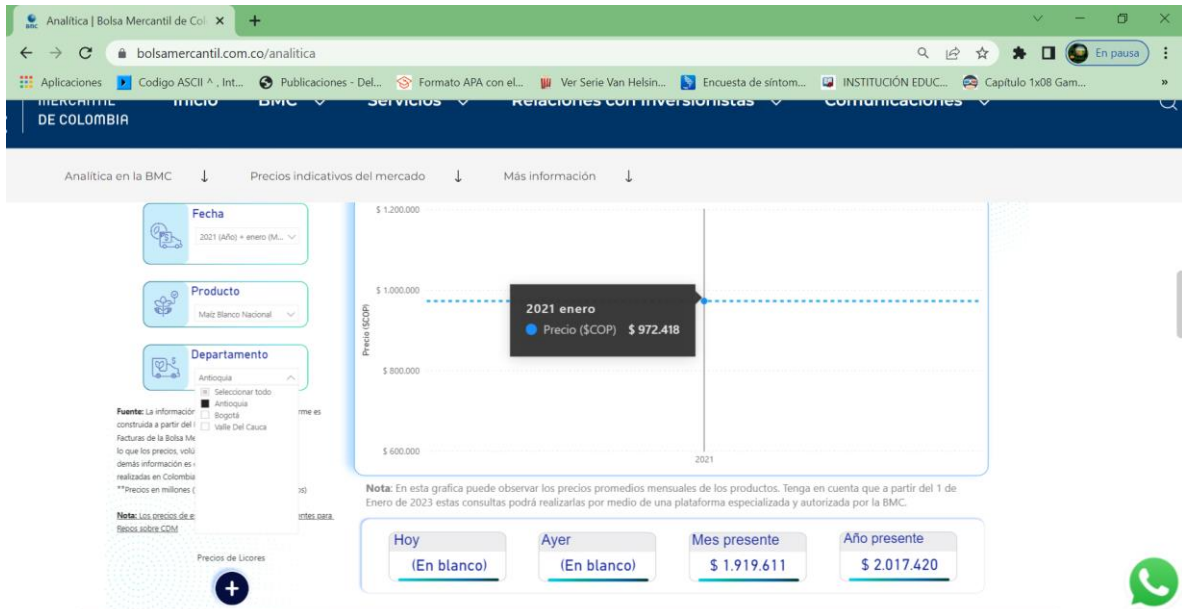 Analítica | Bolsa Mercantil de Col
bolsamercantil.com.co/analitica
En pausa
Aplicaciones
Codigo ASCII ^ , Int...
Publicaciones - Del...
Formato APA con el...
Ver Serie Van Helsin...
Encuesta de síntom...
INSTITUCIÓN EDUC...
Capítulo 1x08 Gam...
»
MERCANTIL
DE COLOMBIA
Inicio
BMC
Servicios
Relaciones con Inversionistas
Comunicaciones
Analítica en la BMC ↓
Precios indicativos del mercado ↓
Más información ↓
Fecha
2021 (Año) + enero (M...
Producto
Maíz Blanco Nacional
Departamento
Antioquia
Seleccionar todo
Antioquia
Bogotá
Valle Del Cauca
Fuente: La información
rme es
construida a partir del
Facturas de la Bolsa Me
lo que los precios, volú
demás información es
realizadas en Colombia
**Precios en millones (
os)
Nota: Los precios de e
entes para
Repos sobre CDM
Precios de Licores
+
$ 1.200.000
$ 1.000.000
$ 800.000
$ 600.000
Precio ($COP)
2021 enero
Precio ($COP) $ 972.418
2021
Nota: En esta grafica puede observar los precios promedios mensuales de los productos. Tenga en cuenta que a partir del 1 de
Enero de 2023 estas consultas podrá realizarlas por medio de una plataforma especializada y autorizada por la BMC.
Hoy
(En blanco)
Ayer
(En blanco)
Mes presente
$ 1.919.611
Año presente
$ 2.017.420